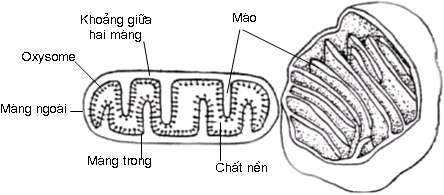 Khoảng giữa
hai màng
Mào
Oxysome
Màng ngoài
Màng trong
Chất nền